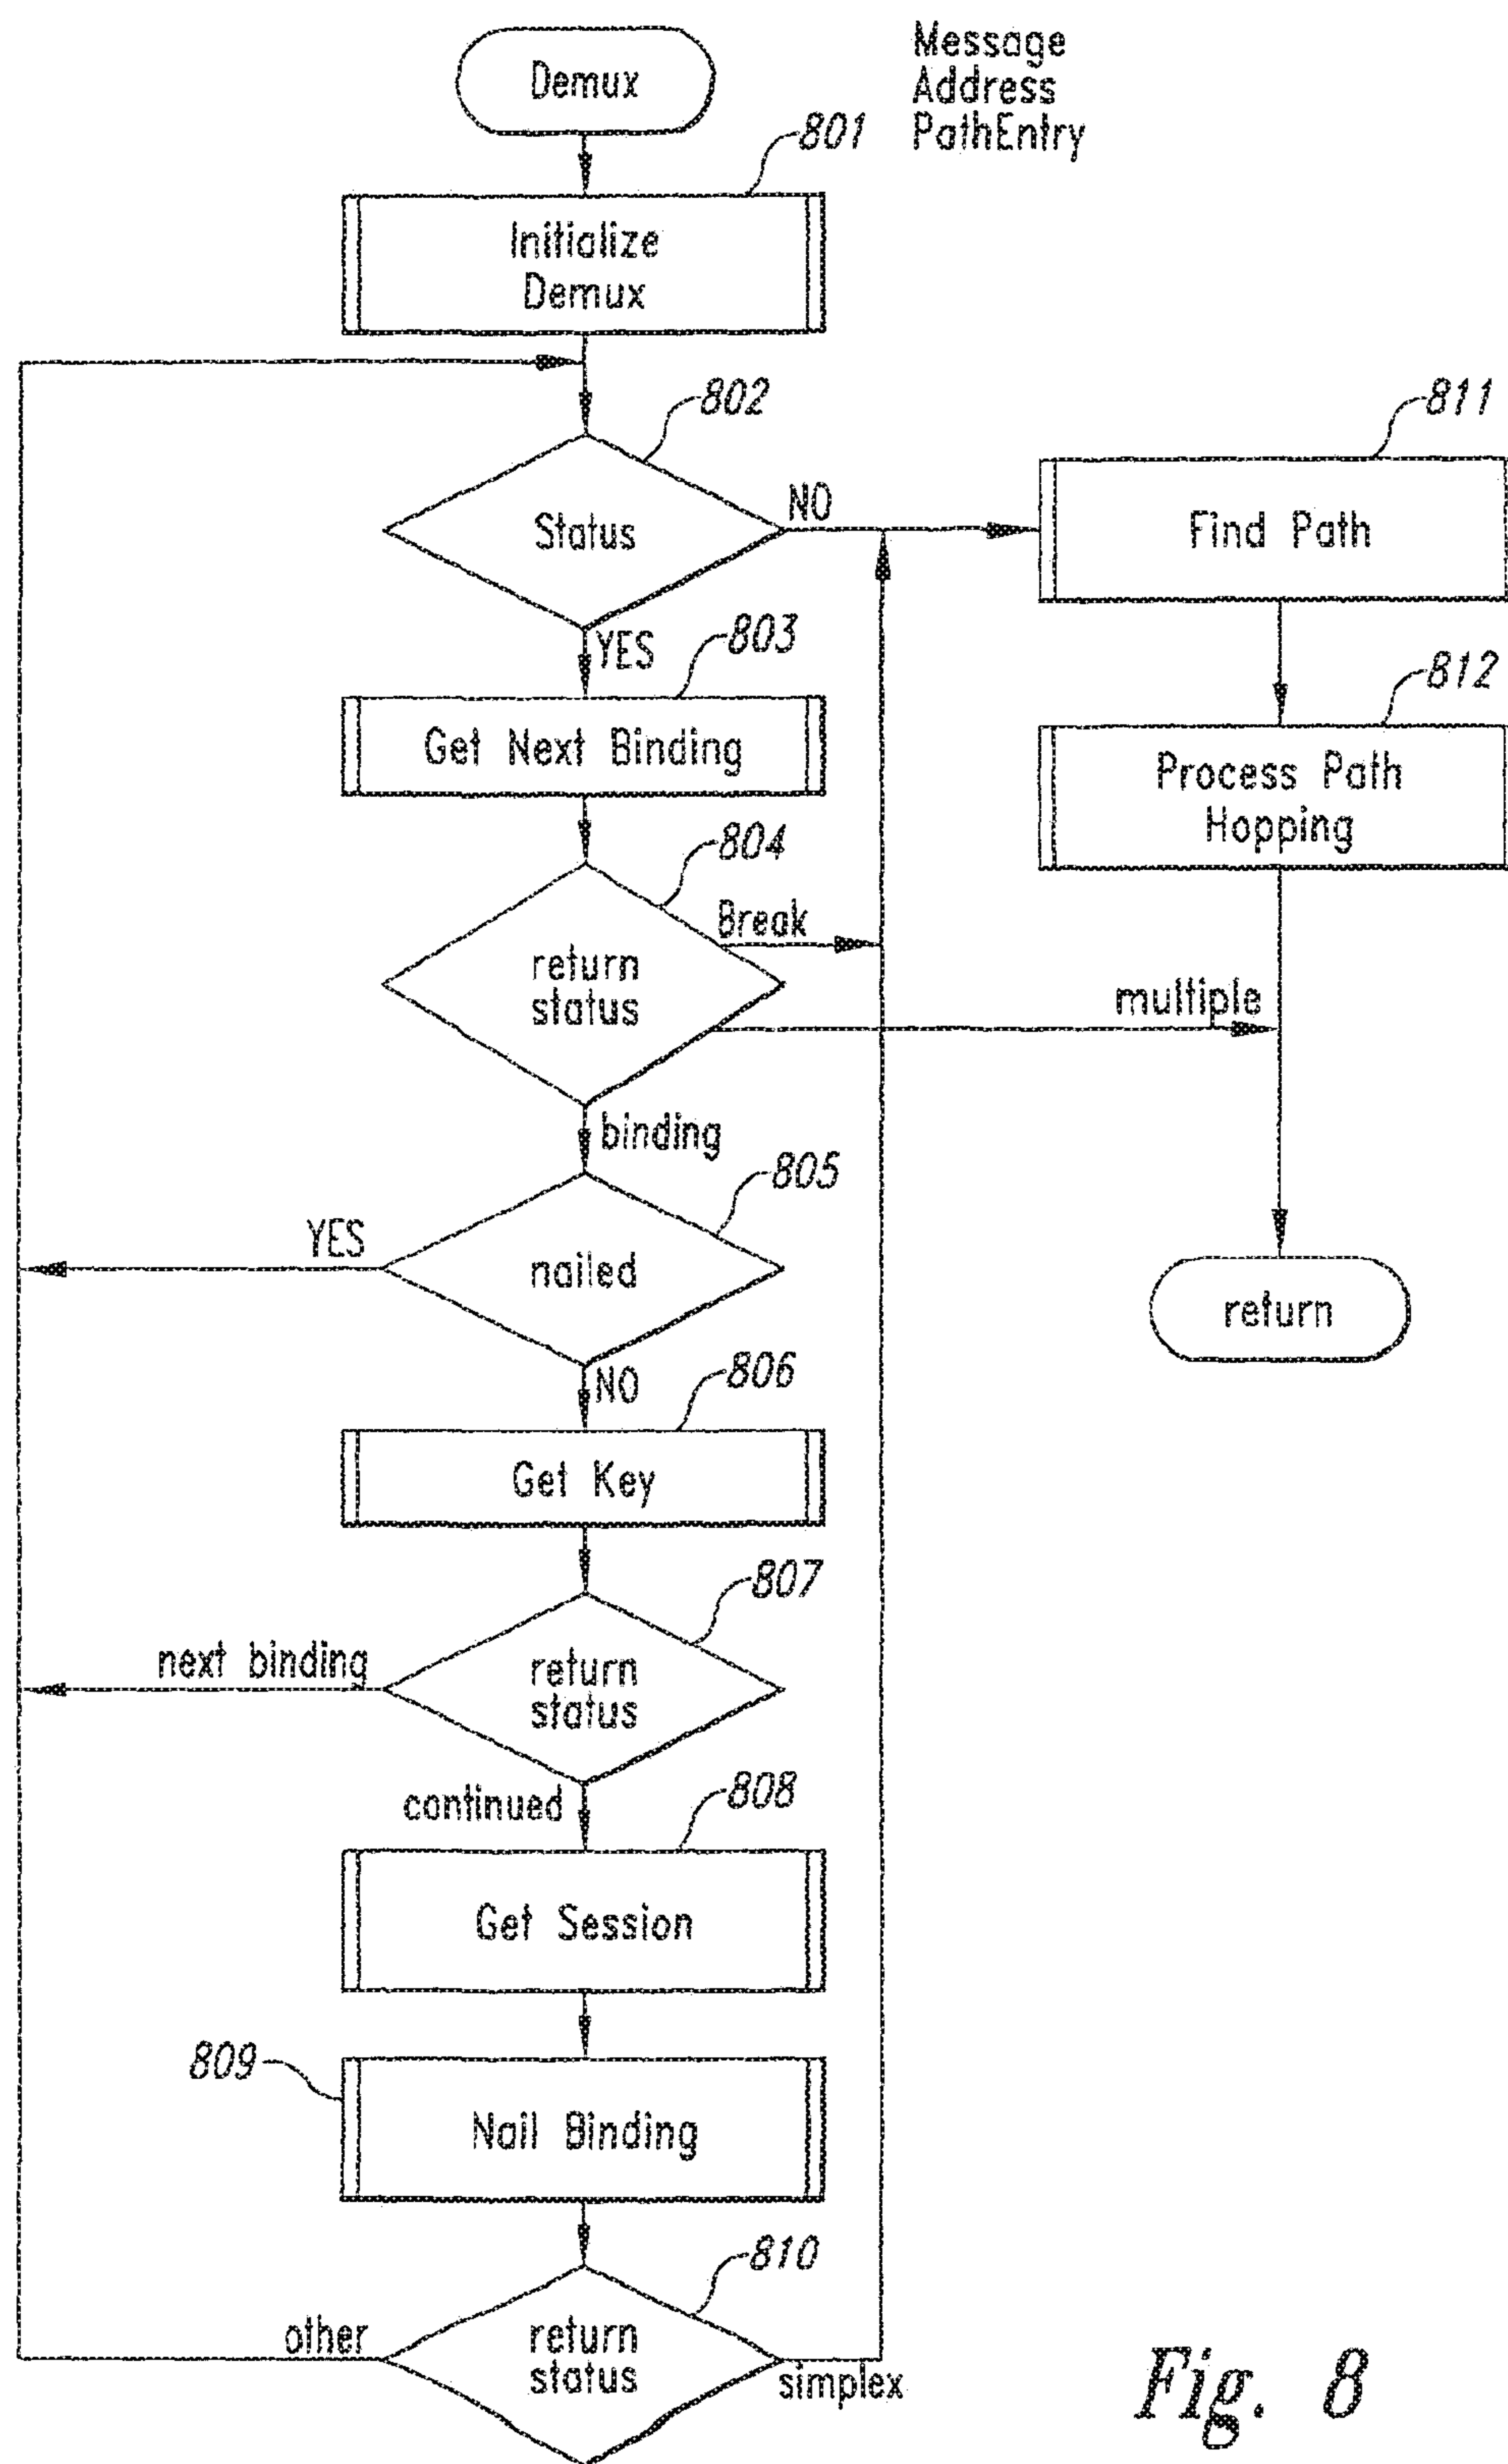 Demux
Message
Address
PathEntry
801
Initialize
Demux
802
811
Status
NO
Find Path
YES
803
812
Get Next Binding
Process Path
Hopping
804
Break
return
status
multiple
binding
805
YES
nailed
return
NO
806
Get Key
807
next binding
return
status
continued
808
Get Session
809
Nail Binding
810
other
return
status
simplex
Fig. 8